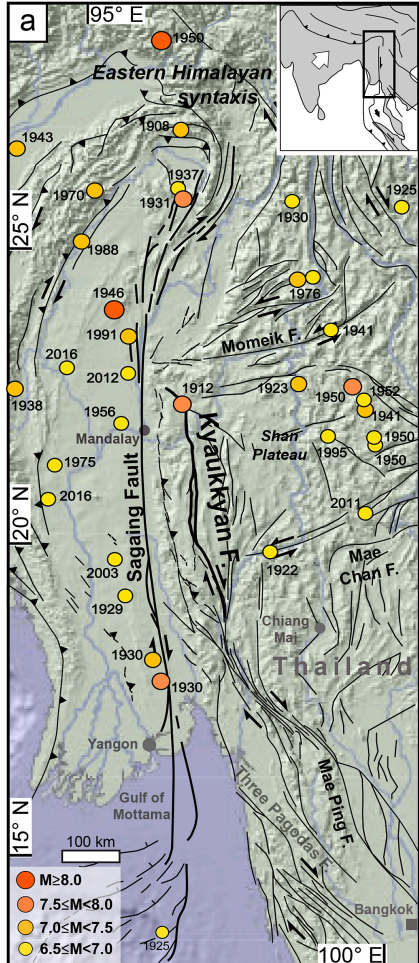 a
95° E
1950
Eastern Himalayan
syntaxis
1943
1908
1937
1970
1931
1925
1930
25° N
1988
1976
1946
1941
1991
Momeik F.
2016
2012
1938
1912
1923
1950
1952
1941
1956
Mandalay
Kyaukkyan F.
Shan
Plateau
1995
1950
1950
1975
2016
2011
20° N
Sagaing Fault
1922
Mae
Chan F.
2003
1929
Chiang
Mai
1930
1930
Thailand
Yangon
Gulf of
Mottama
Three Pagodas F.
Mae Ping F.
15° N
100 km
M≥8.0
7.5≤M<8.0
7.0≤M<7.5
6.5≤M<7.0
1925
Bangkok
100° E